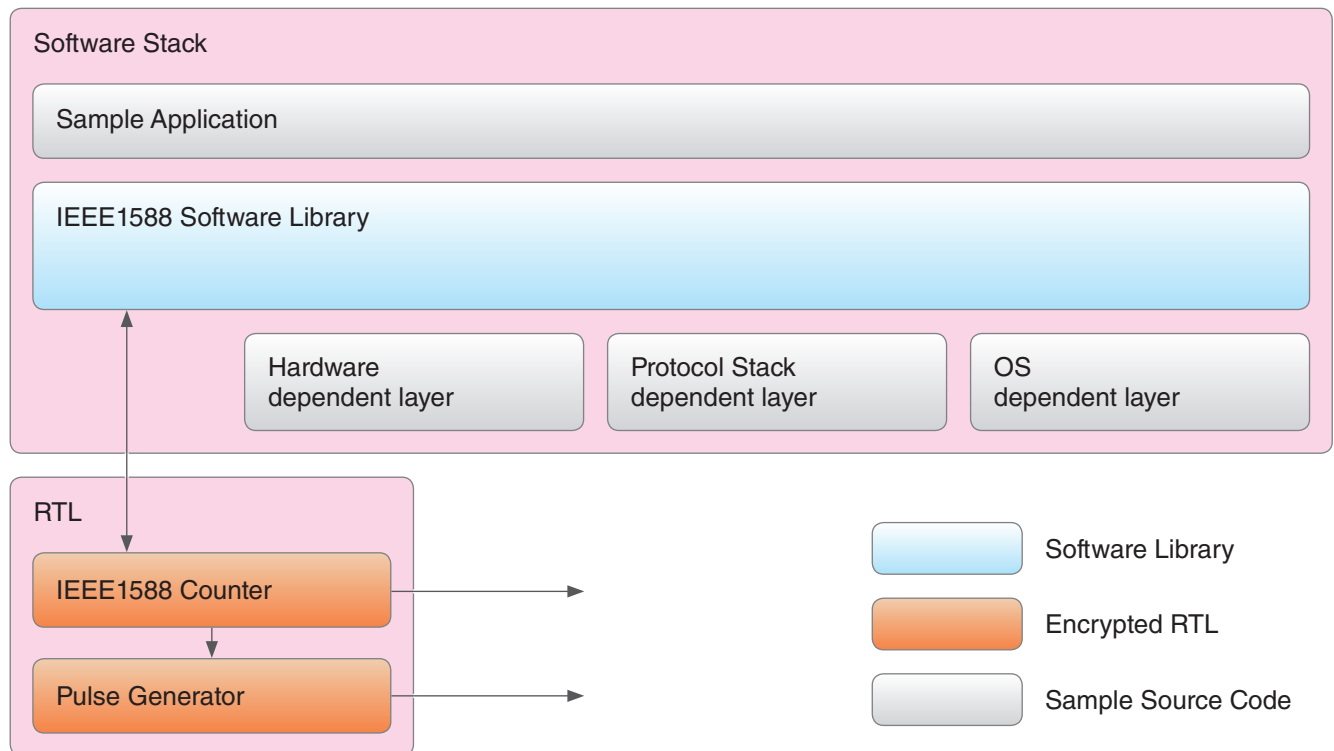 Software Stack
Sample Application
IEEE1588 Software Library
Hardware
dependent layer
Protocol Stack
dependent layer
OS
dependent layer
RTL
IEEE1588 Counter
Pulse Generator
Software Library
Encrypted RTL
Sample Source Code